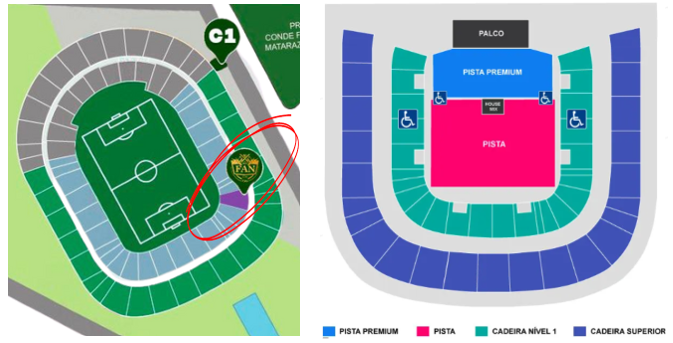 C1
PR
CONDE F
MATARAZ
FAN
PALCO
PISTA PREMIUM
HOUSE
MIX
PISTA
PISTA PREMIUM
PISTA
CADEIRA NÍVEL 1
CADEIRA SUPERIOR